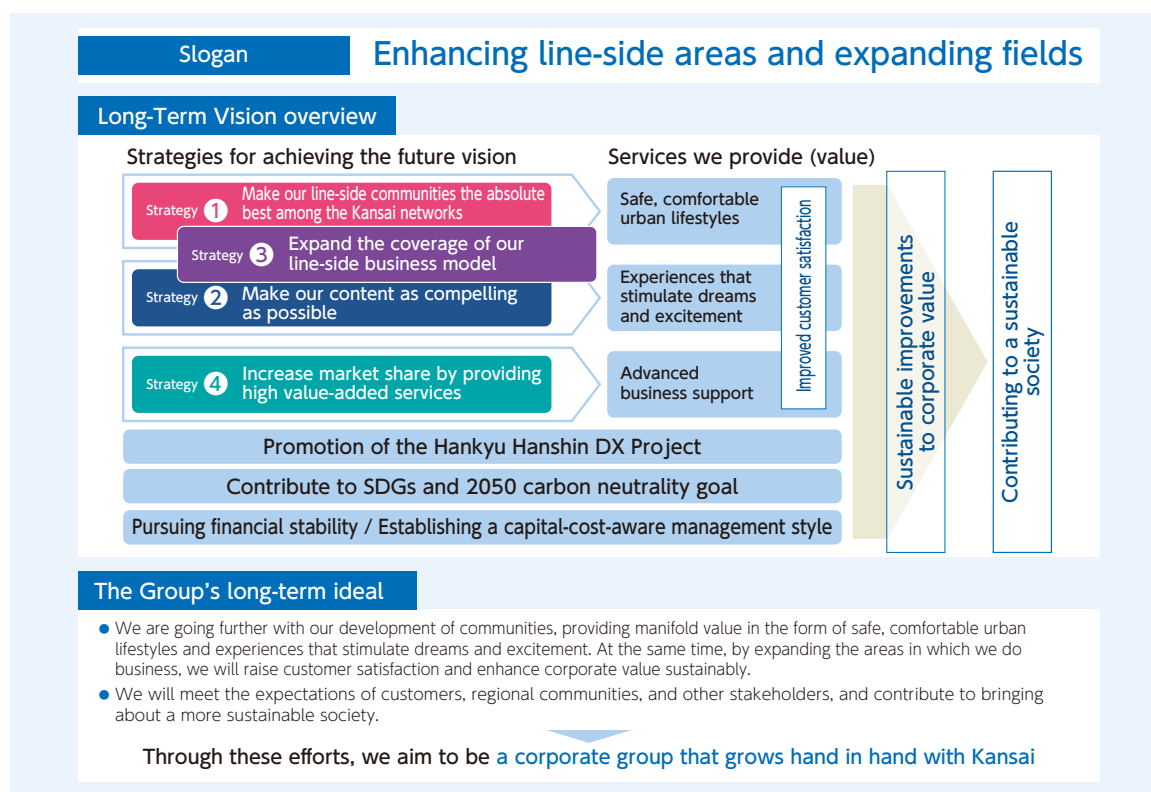 Slogan
Enhancing line-side areas and expanding fields
Long-Term Vision overview
Strategies for achieving the future vision
Services we provide (value)
Strategy 1
Make our line-side communities the absolute
best among the Kansai networks
Strategy 3
Expand the coverage of our
line-side business model
Strategy 2
Make our content as compelling
as possible
Strategy 4
Increase market share by providing
high value-added services
Safe, comfortable
urban lifestyles
Experiences that
stimulate dreams
and excitement
Advanced
business support
Improved customer satisfaction
Sustainable improvements
to corporate value
Contributing to a sustainable
society
Promotion of the Hankyu Hanshin DX Project
Contribute to SDGs and 2050 carbon neutrality goal
Pursuing financial stability / Establishing a capital-cost-aware management style
The Group's long-term ideal
● We are going further with our development of communities, providing manifold value in the form of safe, comfortable urban
lifestyles and experiences that stimulate dreams and excitement. At the same time, by expanding the areas in which we do
business, we will raise customer satisfaction and enhance corporate value sustainably.
● We will meet the expectations of customers, regional communities, and other stakeholders, and contribute to bringing
about a more sustainable society.
Through these efforts, we aim to be a corporate group that grows hand in hand with Kansai